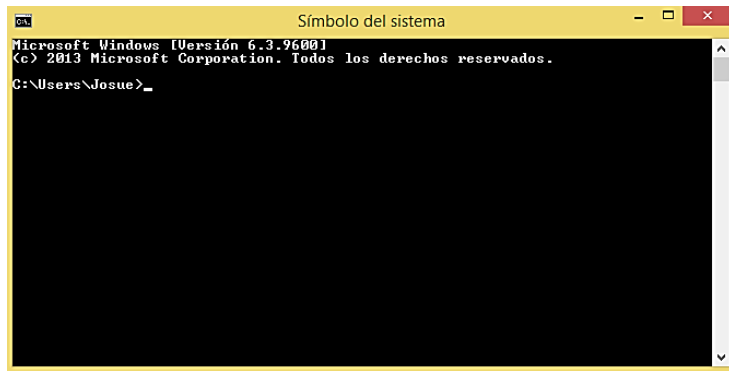 Símbolo del sistema
Microsoft Windows [Versión 6.3.9600]
(c) 2013 Microsoft Corporation. Todos los derechos reservados.
C:\Users\Josue>_